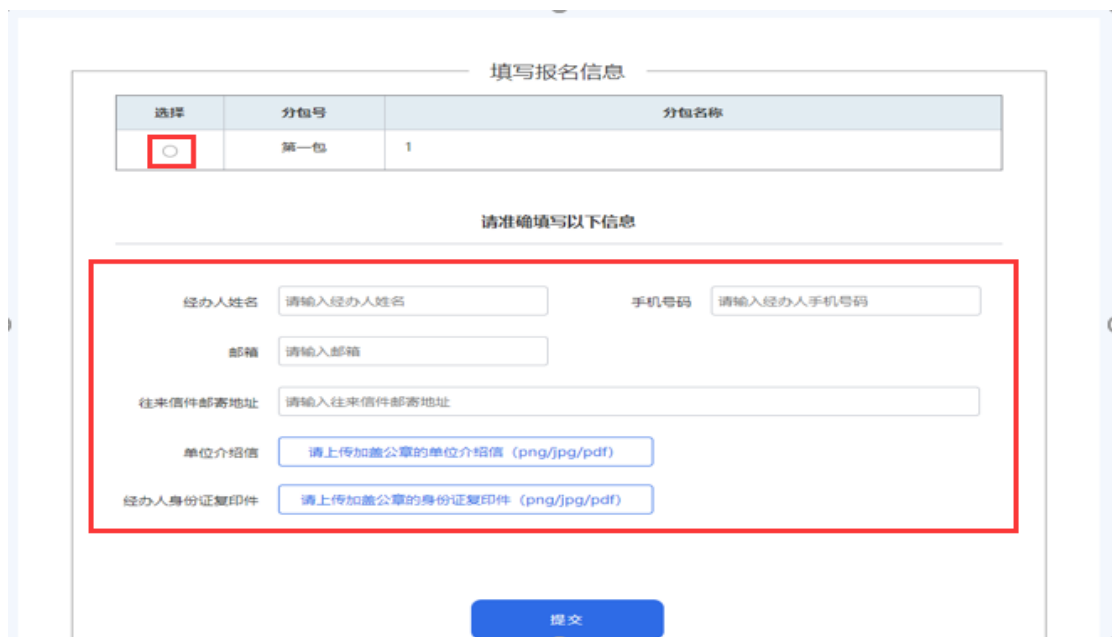 填写报名信息
选择 分包号 分包名称
第一包 1
请准确填写以下信息
经办人姓名 请输入经办人姓名 手机号码 请输入经办人手机号码
邮箱 请输入邮箱
往来信件邮寄地址 请输入往来信件邮寄地址
单位介绍信 请上传加盖公章的单位介绍信（png/jpg/pdf）
经办人身份证复印件 请上传加盖公章的身份证复印件（png/jpg/pdf）
提交